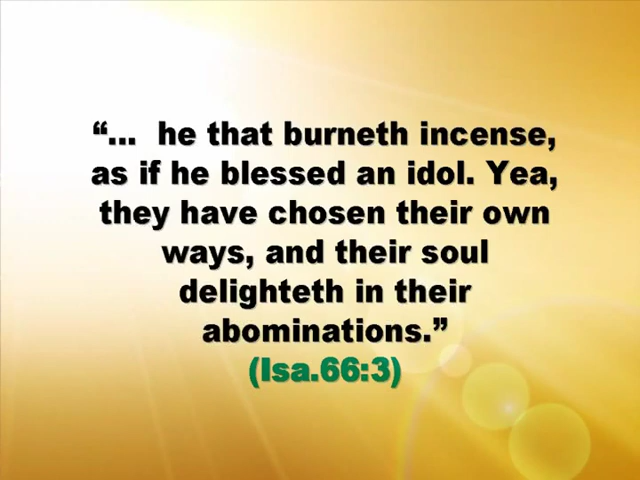 “...  he that burneth incense,
as if he blessed an idol. Yea,
they have chosen their own
ways, and their soul
delighteth in their
abominations.”
(Isa.66:3)